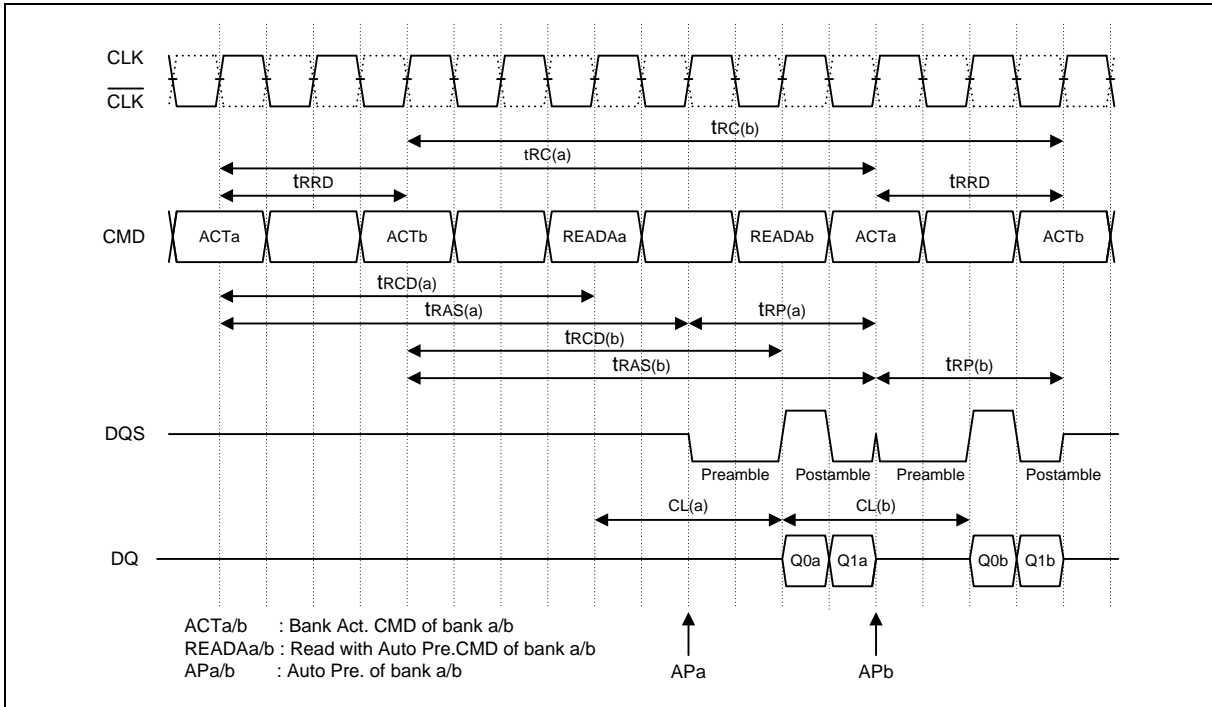 CLK
CLK
tRC(b)
tRC(a)
tRRD tRRD
CMD ACTa ACTb READAa READAb ACTa ACTb
tRCD(a)
tRAS(a) tRP(a)
tRCD(b)
tRAS(b) tRP(b)
DQS
Preamble Postamble Preamble Postamble
CL(a) CL(b)
DQ Q0a Q1a Q0b Q1b
ACTa/b : Bank Act. CMD of bank a/b
READAa/b : Read with Auto Pre.CMD of bank a/b
APa/b : Auto Pre. of bank a/b
APa APb